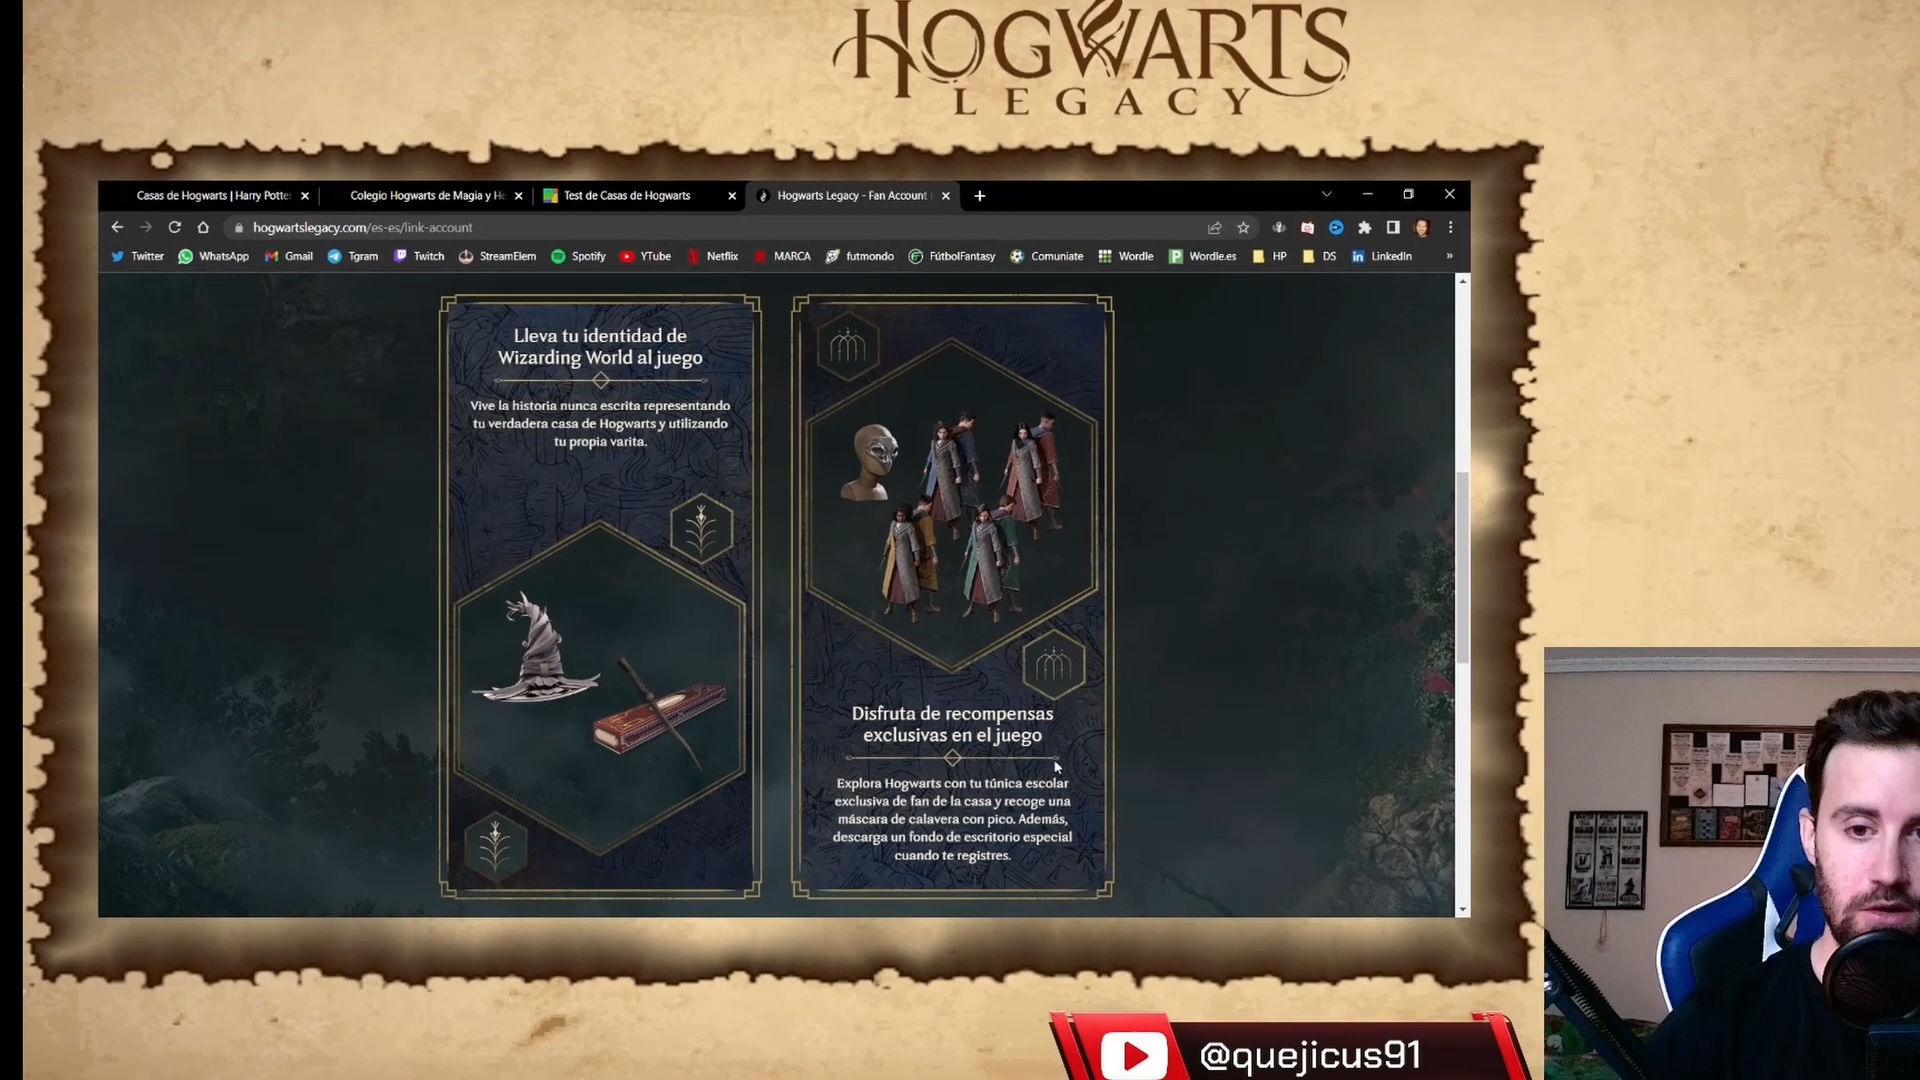 HOGWARTS
LEGACY
Casas de Hogwarts | Harry Potter
Colegio Hogwarts de Magia y He
Test de Casas de Hogwarts
Hogwarts Legacy - Fan Account
hogwartslegacy.com/es-es/link-account
Twitter
WhatsApp
Gmail
Tgram
Twitch
StreamElem
Spotify
YTube
Netflix
MARCA
futmondo
FútbolFantasy
Comuniate
Wordle
Wordle.es
HP
DS
LinkedIn
»
Lleva tu identidad de
Wizarding World al juego
Vive la historia nunca escrita representando
tu verdadera casa de Hogwarts y utilizando
tu propia varita.
Disfruta de recompensas
exclusivas en el juego
Explora Hogwarts con tu túnica escolar
exclusiva de fan de la casa y recoge una
máscara de calavera con pico. Además,
descarga un fondo de escritorio especial
cuando te registres.
@quejicus91